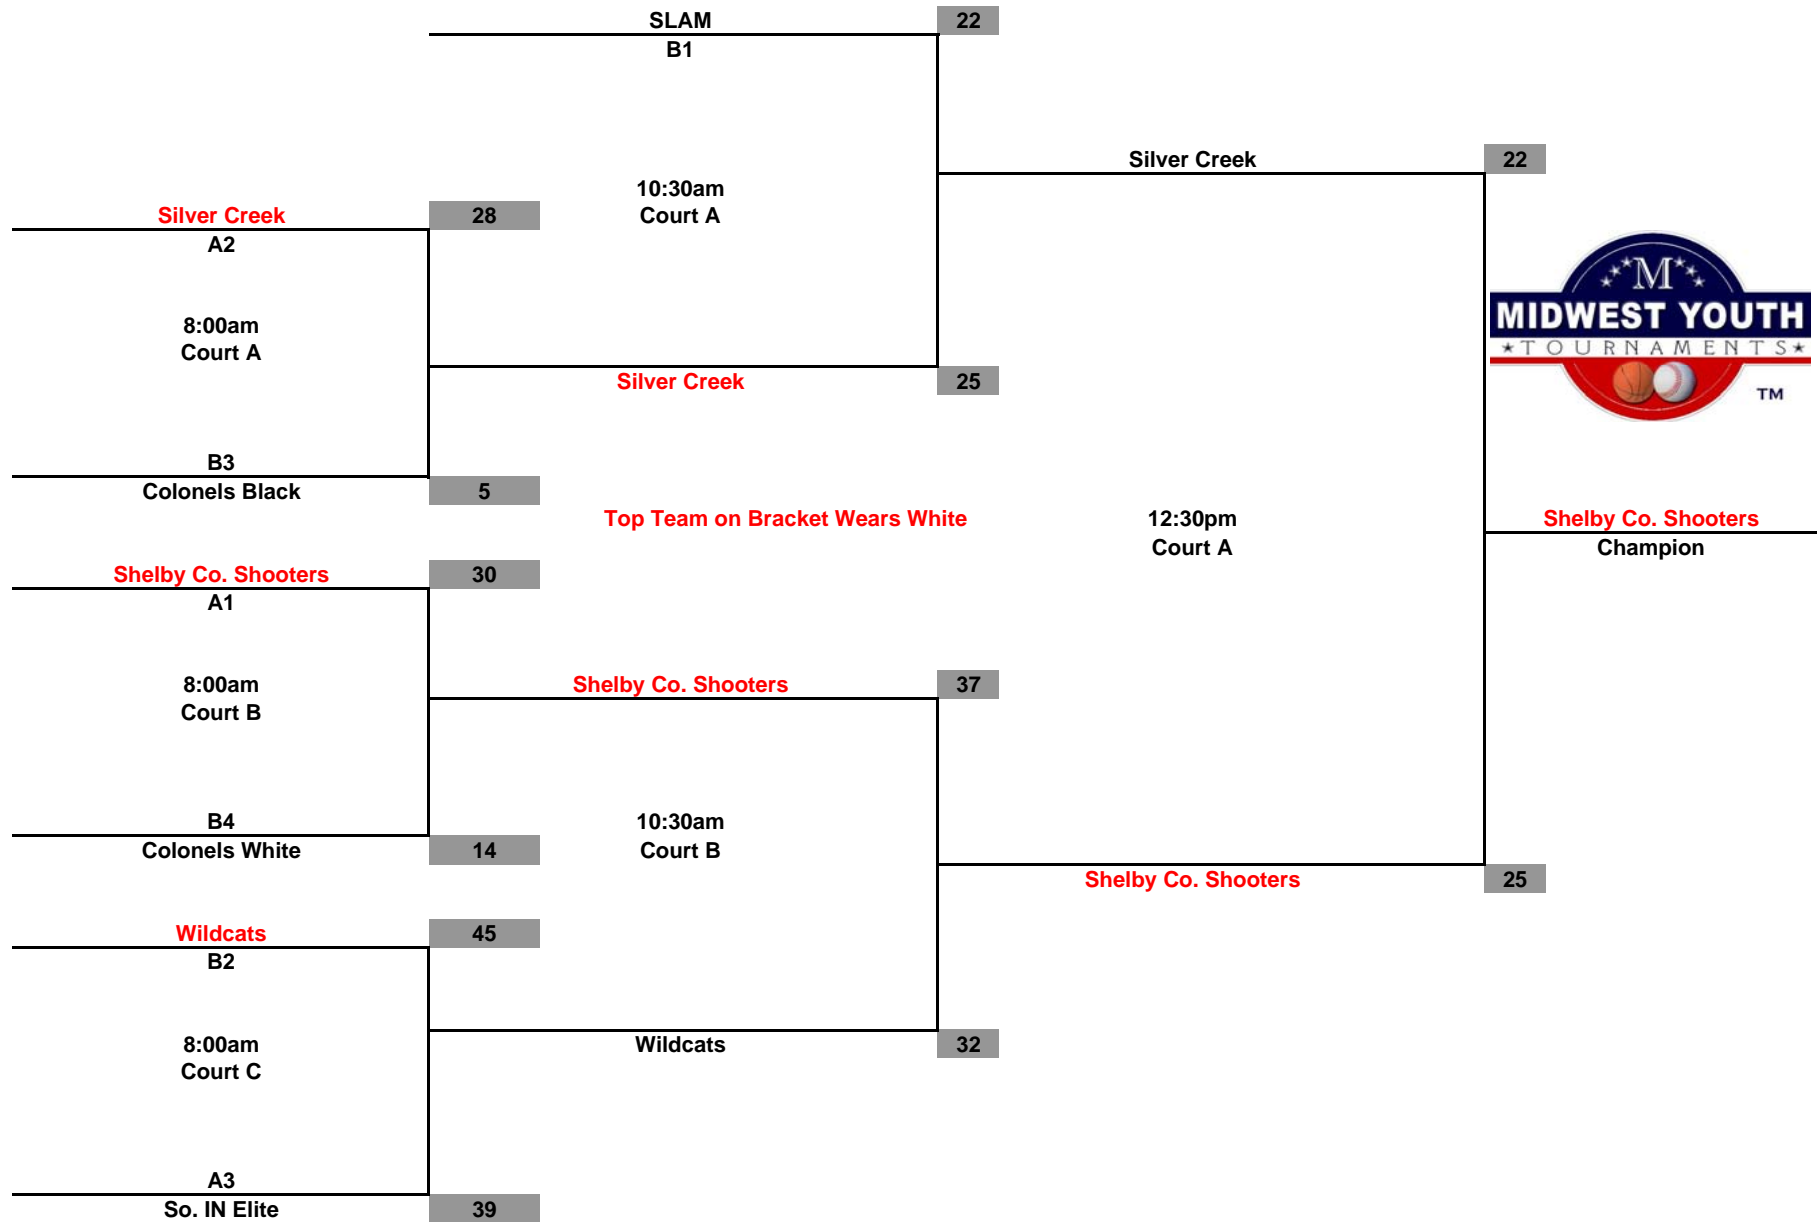 SLAM 22
B1
Silver Creek 22
10:30am
Court A
Silver Creek 28
A2
M
MIDWEST YOUTH
TOURNAMENTS
TM
8:00am
Court A
Silver Creek 25
B3
Colonels Black 5
Top Team on Bracket Wears White
12:30pm
Court A
Shelby Co. Shooters
Champion
Shelby Co. Shooters 30
A1
8:00am
Court B
Shelby Co. Shooters 37
B4
Colonels White 14
10:30am
Court B
Shelby Co. Shooters 25
Wildcats 45
B2
8:00am
Court C
Wildcats 32
A3
So. IN Elite 39